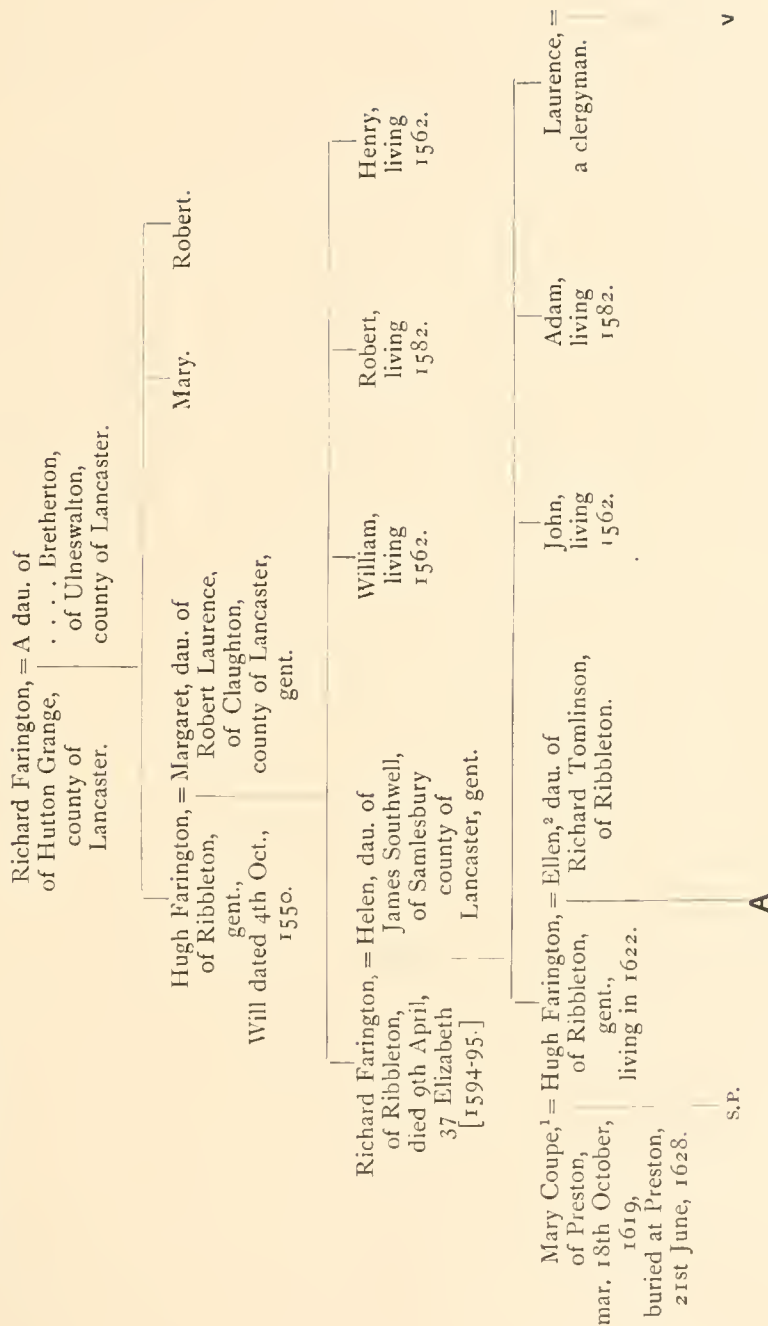 Richard Farington, = A dau. of
of Hutton Grange, . . . . Bretherton,
county of of Ulneswalton,
Lancaster. county of Lancaster.
Hugh Farington, = Margaret, dau. of
of Ribbleton, Robert Laurence,
gent., of Claughton,
Will dated 4th Oct., county of Lancaster,
1550. gent.
Mary.
Robert.
Richard Farington, = Helen, dau. of
of Ribbleton, James Southwell,
died 9th April, of Samlesbury
37 Elizabeth county of
[1594-95.] Lancaster, gent.
William,
living
1562.
Robert,
living
1582.
Henry,
living
1562.
Mary Coupe,¹ = Hugh Farington, = Ellen,² dau. of
of Preston, of Ribbleton, Richard Tomlinson,
mar. 18th October, gent., of Ribbleton.
1619, living in 1622.
buried at Preston,
21st June, 1628.
S.P.
A
John,
living
1562.
Adam,
living
1582.
Laurence, =
a clergyman.
V